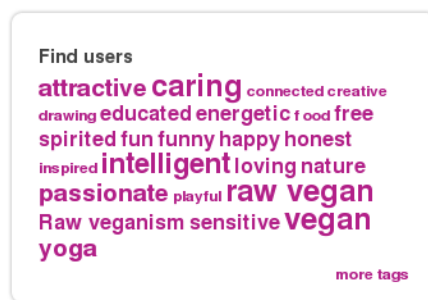 Find users
attractive caring connected creative
drawing educated energetic f ood free
spirited fun funny happy honest
inspired intelligent loving nature
passionate playful raw vegan
Raw veganism sensitive vegan
yoga
more tags